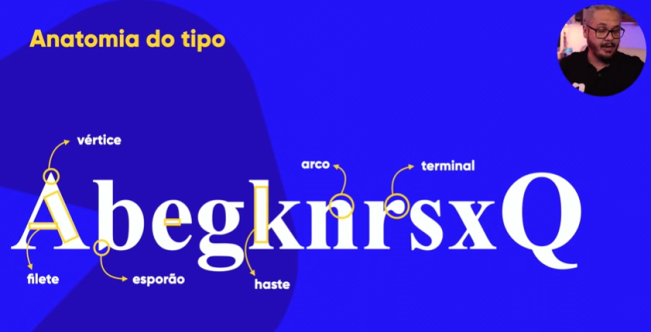 Anatomia do tipo
vértice
arco
terminal
AbegknrsxQ
filete
esporão
haste